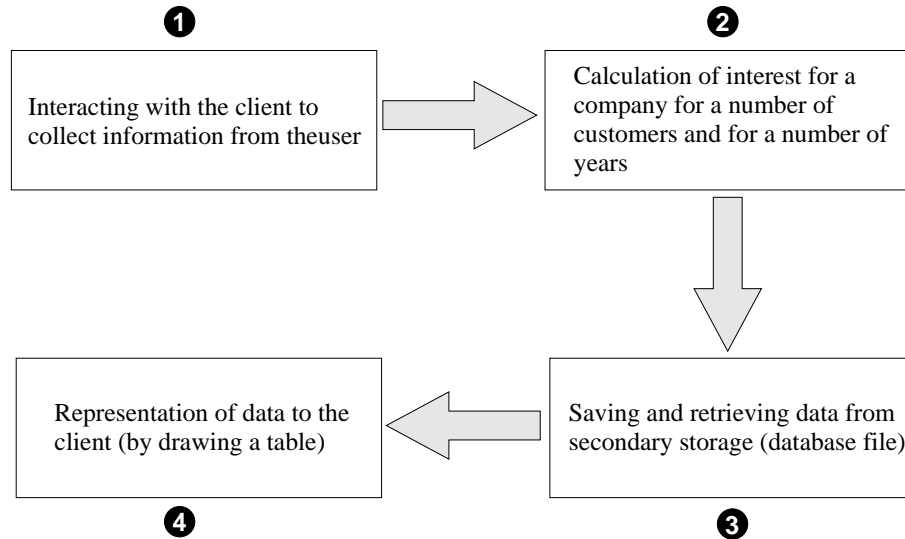 1
Interacting with the client to
collect information from theuser
2
Calculation of interest for a
company for a number of
customers and for a number of
years
Saving and retrieving data from
secondary storage (database file)
3
Representation of data to the
client (by drawing a table)
4